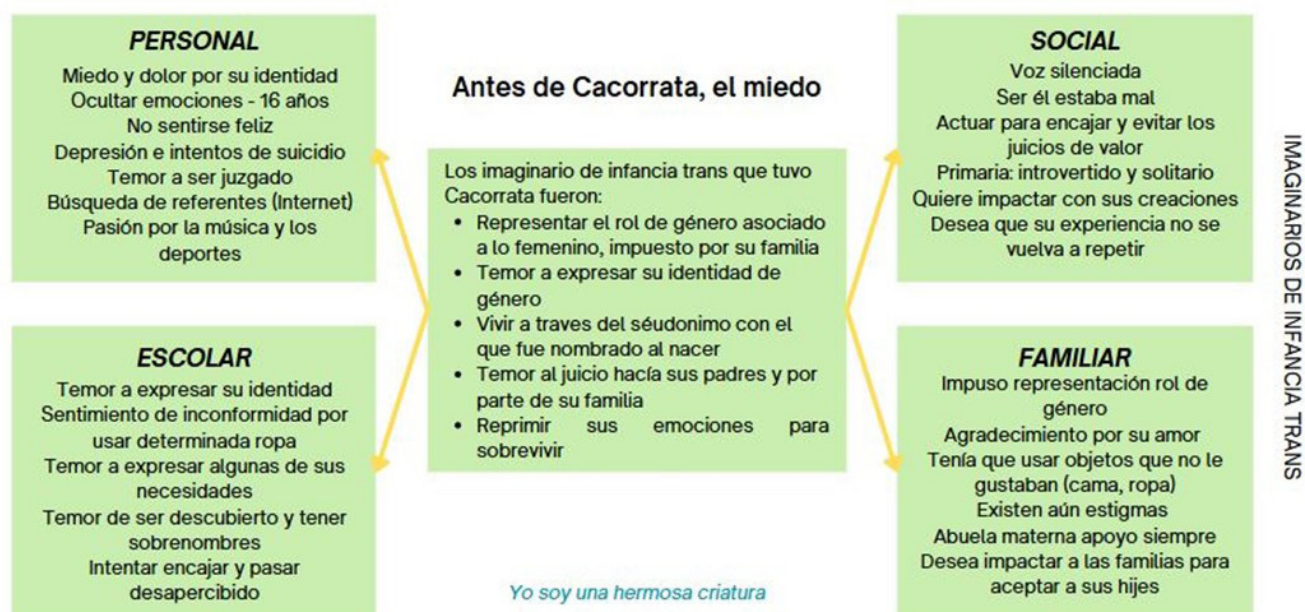 PERSONAL
Miedo y dolor por su identidad
Ocultar emociones - 16 años
No sentirse feliz
Depresión e intentos de suicidio
Temor a ser juzgado
Búsqueda de referentes (Internet)
Pasión por la música y los
deportes
ESCOLAR
Temor a expresar su identidad
Sentimiento de inconformidad por
usar determinada ropa
Temor a expresar algunas de sus
necesidades
Temor de ser descubierto y tener
sobrenombres
Intentar encajar y pasar
desapercibido
Antes de Cacorrata, el miedo
Los imaginario de infancia trans que tuvo
Cacorrata fueron:
• Representar el rol de género asociado
a lo femenino, impuesto por su familia
• Temor a expresar su identidad de
género
• Vivir a traves del séudonimo con el
que fue nombrado al nacer
• Temor al juicio hacía sus padres y por
parte de su familia
• Reprimir sus emociones para
sobrevivir
Yo soy una hermosa criatura
SOCIAL
Voz silenciada
Ser él estaba mal
Actuar para encajar y evitar los
juicios de valor
Primaria: introvertido y solitario
Quiere impactar con sus creaciones
Desea que su experiencia no se
vuelva a repetir
FAMILIAR
Impuso representación rol de
género
Agradecimiento por su amor
Tenía que usar objetos que no le
gustaban (cama, ropa)
Existen aún estigmas
Abuela materna apoyo siempre
Desea impactar a las familias para
aceptar a sus hijes
IMAGINARIOS DE INFANCIA TRANS